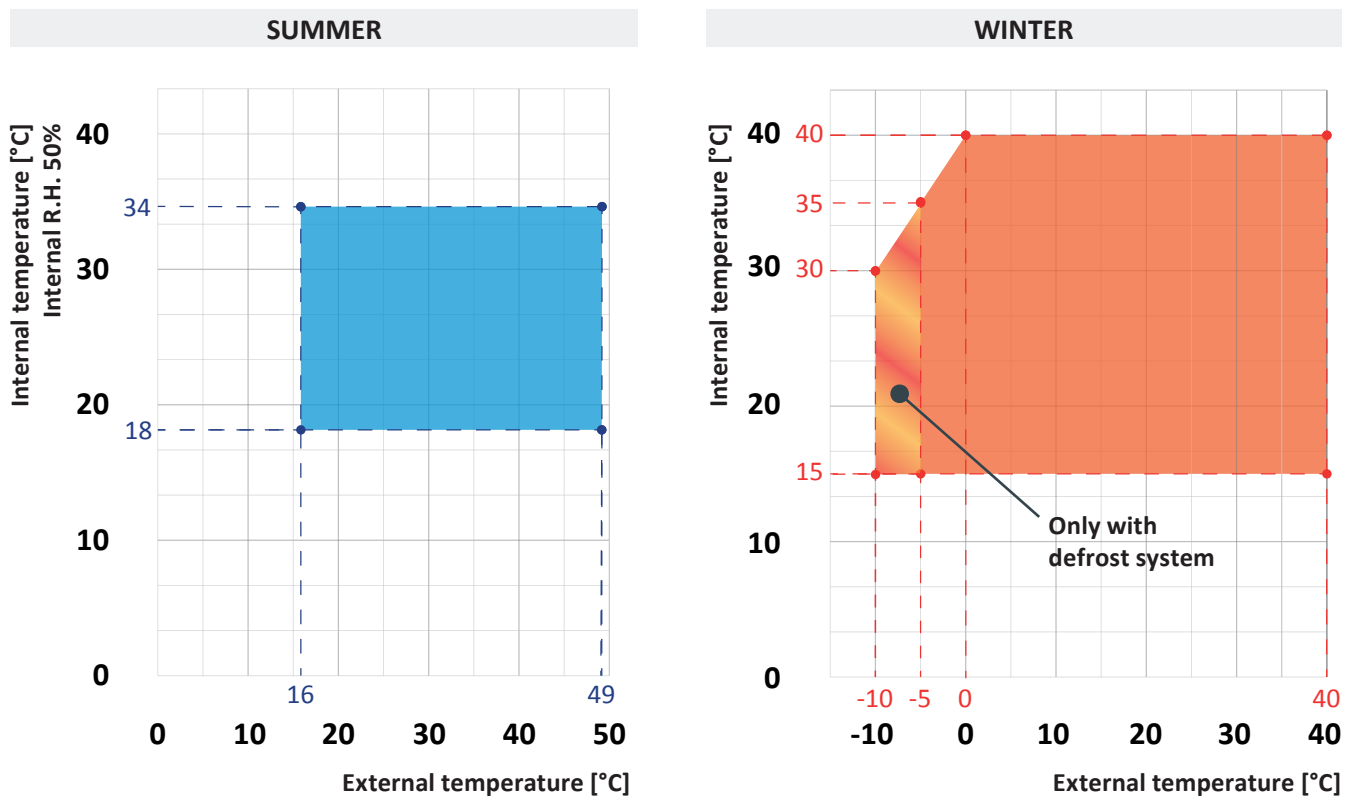 SUMMER
Internal temperature [°C]
Internal R.H. 50%
40
34
30
20
18
10
0
16
49
0 10 20 30 40 50
External temperature [°C]
WINTER
Internal temperature [°C]
40 40
35
30 30
20
15
10
0
Only with
defrost system
-10 -5 0 40
-10 0 10 20 30 40
External temperature [°C]